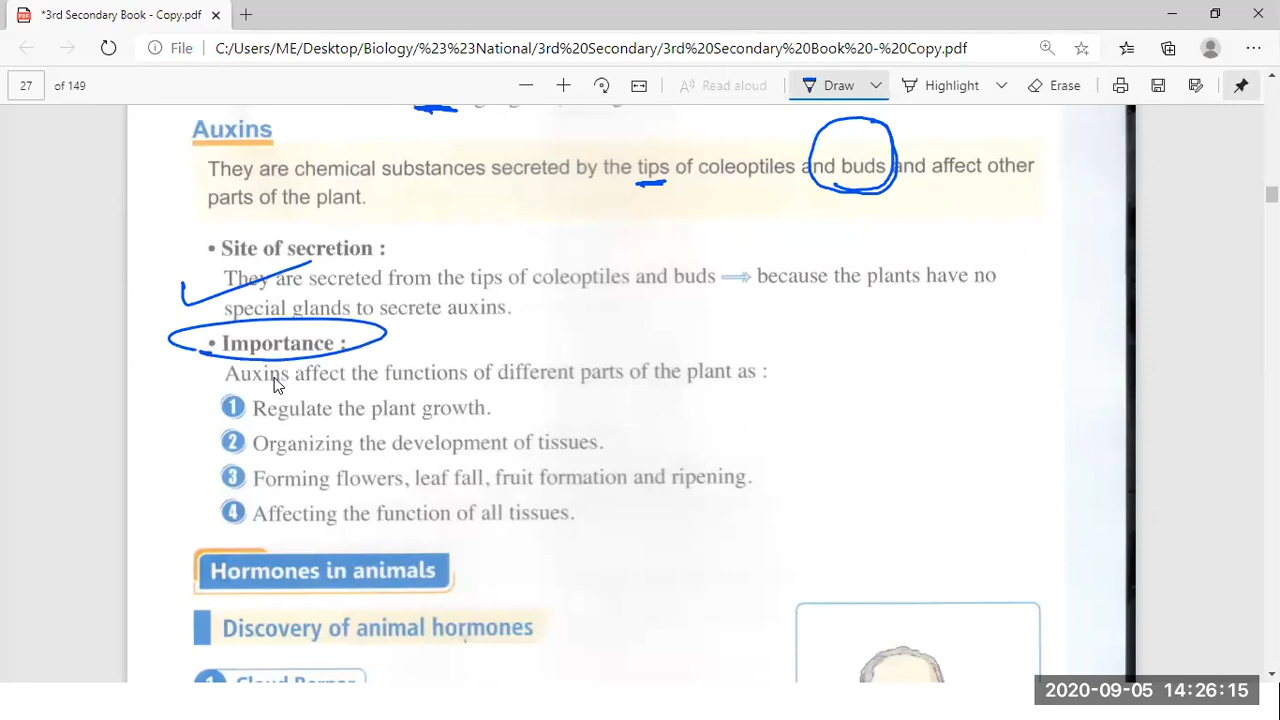 *3rd Secondary Book - Copy.pdf
File C:/Users/ME/Desktop/Biology/%23%23National/3rd%20Secondary/3rd%20Secondary%20Book%20-%20Copy.pdf
27 of 149 Read aloud Draw Highlight Erase
Auxins
They are chemical substances secreted by the tips of coleoptiles and buds and affect other
parts of the plant.
• Site of secretion :
They are secreted from the tips of coleoptiles and buds ⇒ because the plants have no
special glands to secrete auxins.
• Importance :
Auxins affect the functions of different parts of the plant as :
1 Regulate the plant growth.
2 Organizing the development of tissues.
3 Forming flowers, leaf fall, fruit formation and ripening.
4 Affecting the function of all tissues.
Hormones in animals
Discovery of animal hormones
2020-09-05 14:26:15